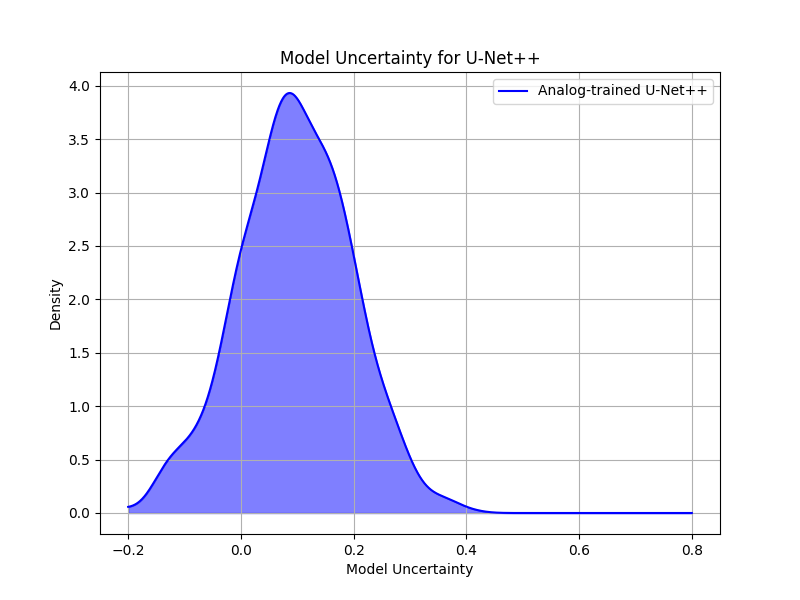 Model Uncertainty for U-Net++
Analog-trained U-Net++
4.0
3.5
3.0
2.5
2.0
1.5
1.0
0.5
0.0
Density
−0.2 0.0 0.2 0.4 0.6 0.8
Model Uncertainty